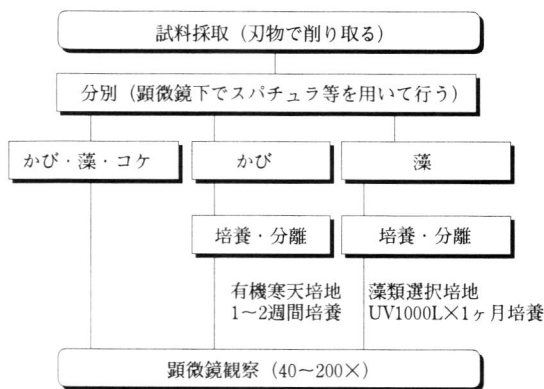 試料採取（刃物で削り取る）
分別（顕微鏡下でスパチュラ等を用いて行う）
かび・藻・コケ
かび
藻
培養・分離
培養・分離
有機寒天培地
1～2週間培養
藻類選択培地
UV1000L×1ヶ月培養
顕微鏡観察（40～200×）